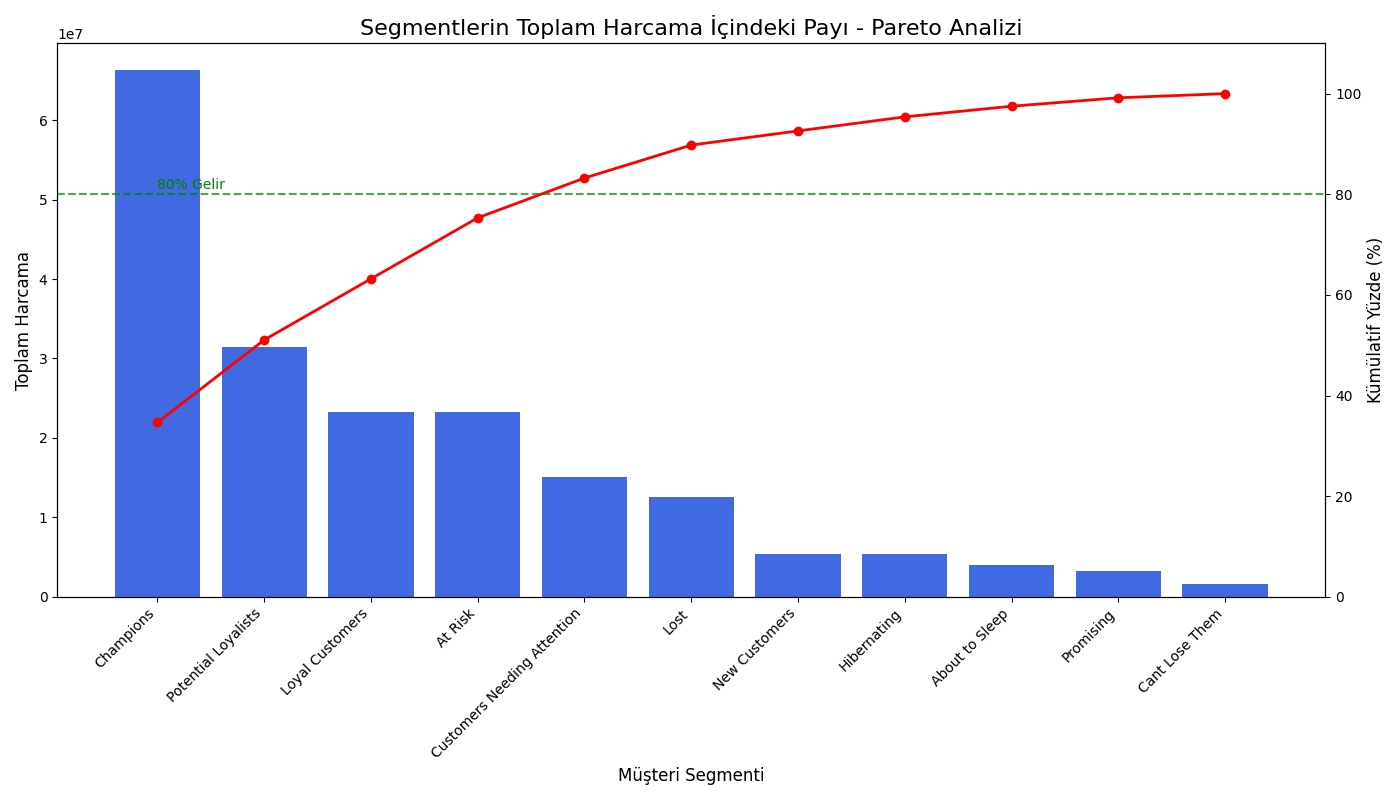 Segmentlerin Toplam Harcama İçindeki Payı - Pareto Analizi
1e7
Toplam Harcama
6
5
4
3
2
1
0
80% Gelir
100
80
60
40
20
0
Kümülatif Yüzde (%)
Champions
Potential Loyalists
Loyal Customers
At Risk
Customers Needing Attention
Lost
New Customers
Hibernating
About to Sleep
Promising
Cant Lose Them
Müşteri Segmenti